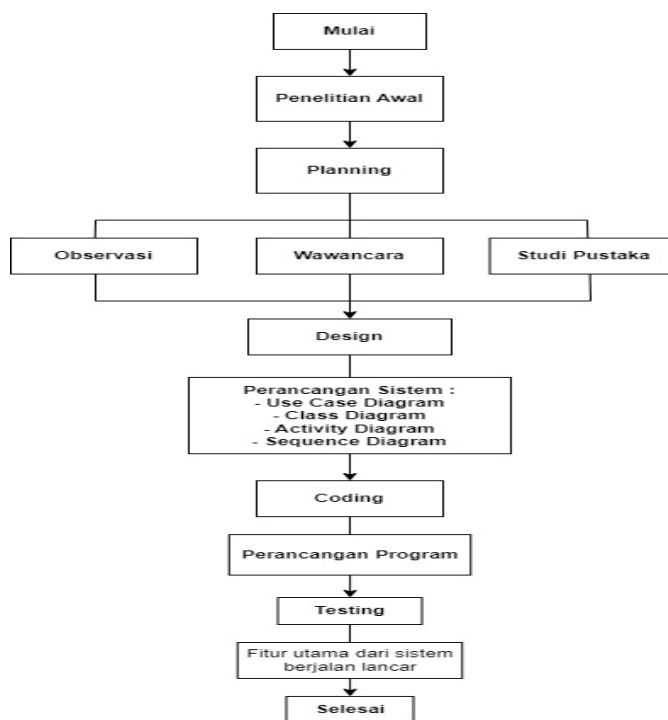 Mulai
Penelitian Awal
Planning
Observasi
Wawancara
Studi Pustaka
Design
Perancangan Sistem :
- Use Case Diagram
- Class Diagram
- Activity Diagram
- Sequence Diagram
Coding
Perancangan Program
Testing
Fitur utama dari sistem
berjalan lancar
Selesai